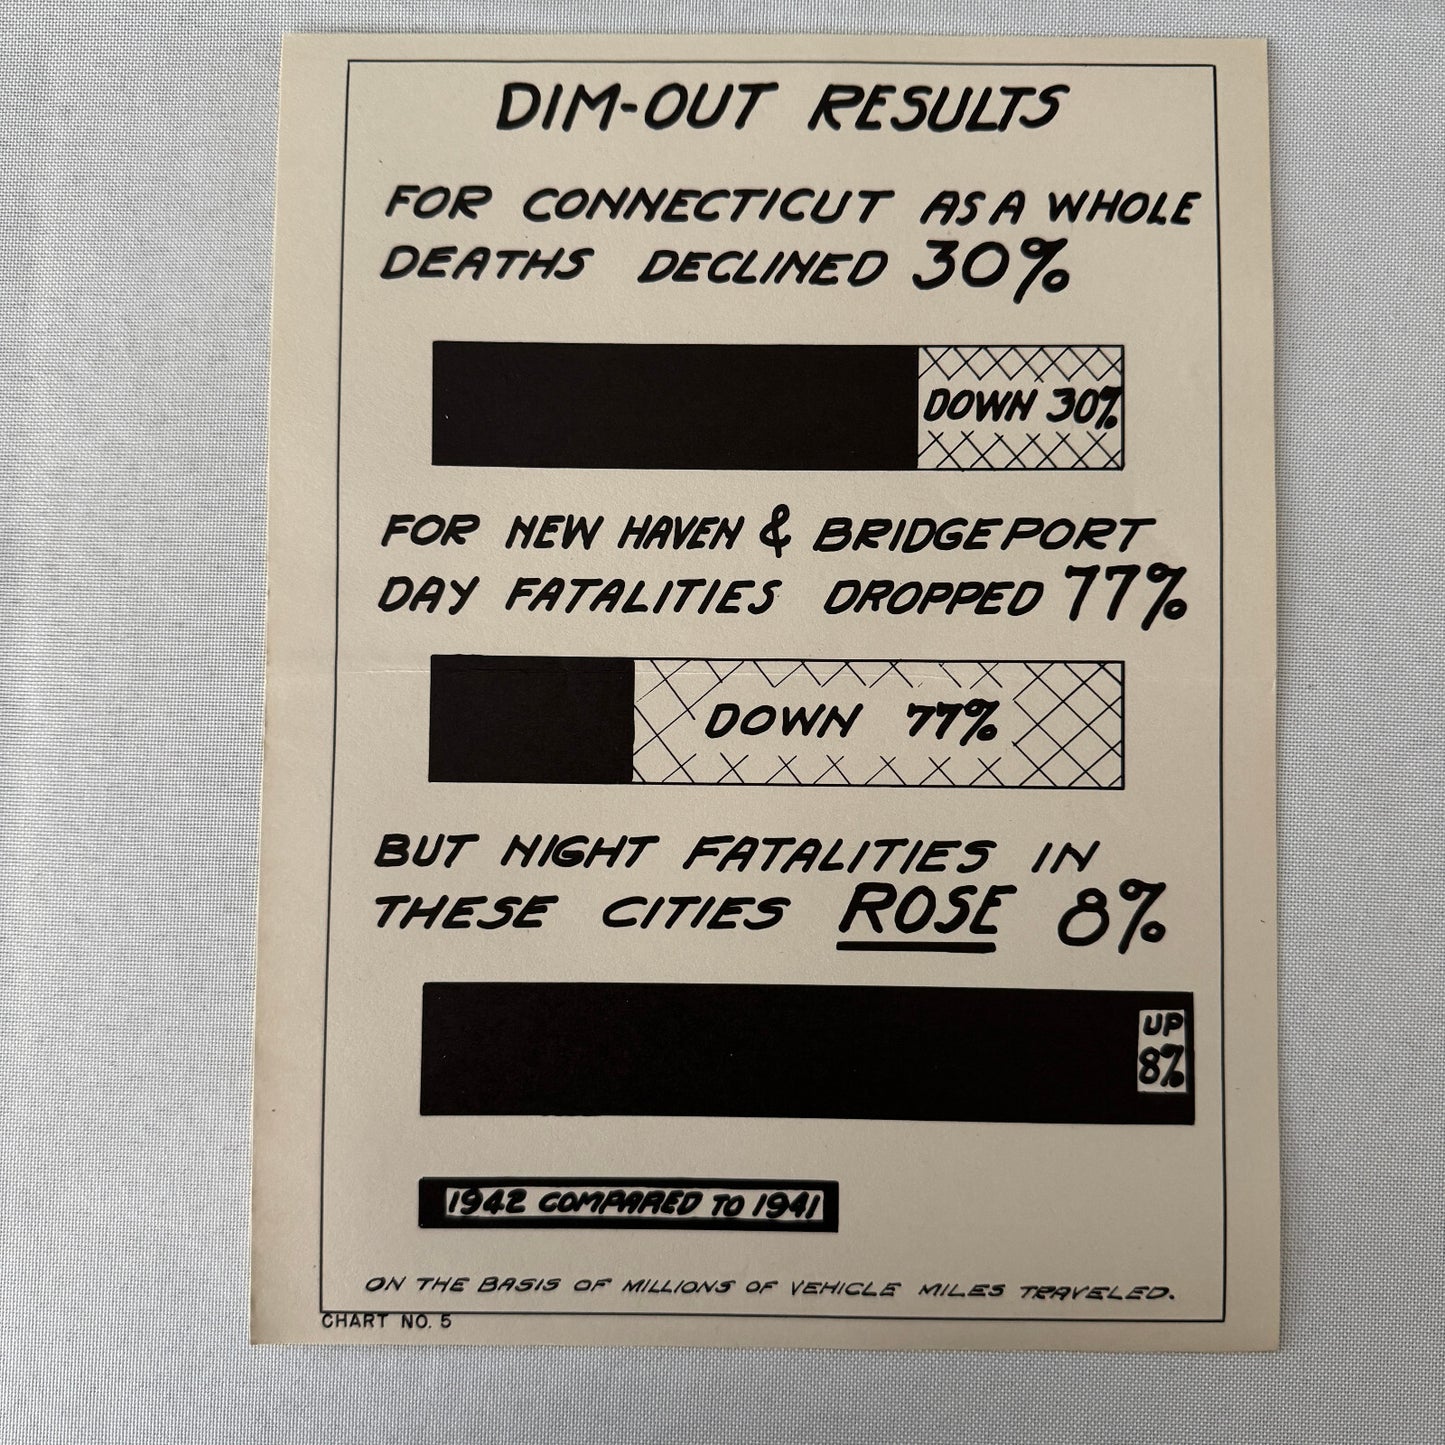 DIM-OUT RESULTS
FOR CONNECTICUT AS A WHOLE
DEATHS DECLINED 30%
DOWN 30%
FOR NEW HAVEN & BRIDGEPORT
DAY FATALITIES DROPPED 77%
DOWN 77%
BUT NIGHT FATALITIES IN
THESE CITIES ROSE 8%
UP
8%
1942 COMPARED TO 1941
ON THE BASIS OF MILLIONS OF VEHICLE MILES TRAVELED.
CHART NO. 5